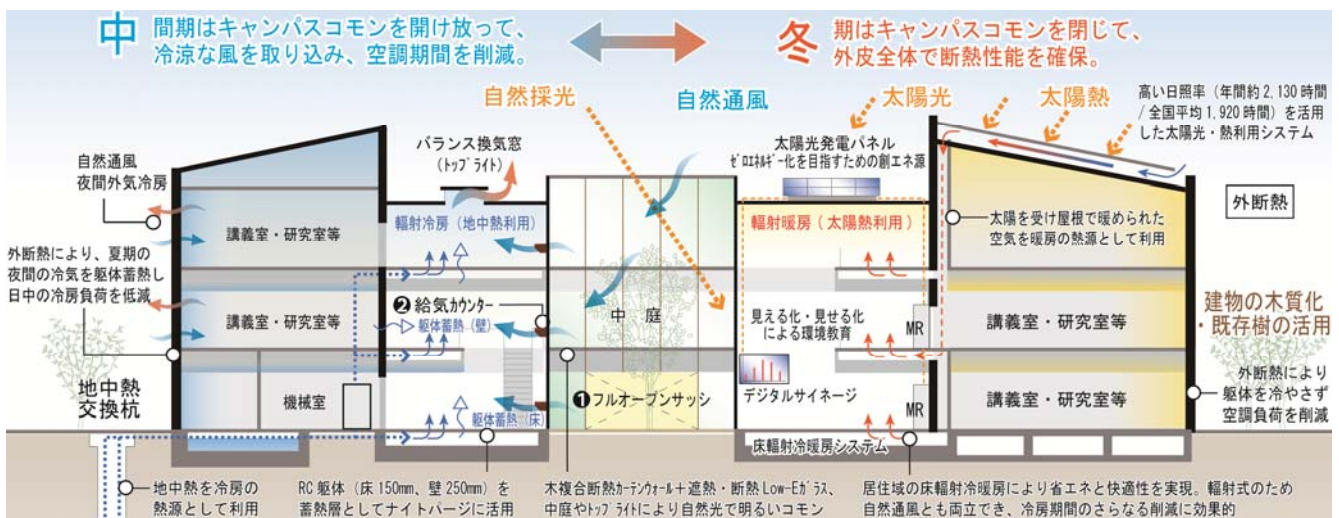 中 間期はキャンパスコモンを開け放って、
冷涼な風を取り込み、空調期間を削減。
冬 期はキャンパスコモンを閉じて、
外皮全体で断熱性能を確保。
自然採光
自然通風
太陽光
太陽熱
高い日照率（年間約2,130時間
/全国平均1,920時間）を活用
した太陽光・熱利用システム
バランス換気窓
（トップライト）
太陽光発電パネル
ゼロエネルギー化を目指すための創エネ源
自然通風
夜間外気冷房
講義室・研究室等
輻射冷房（地中熱利用）
輻射暖房（太陽熱利用）
太陽を受け屋根で暖められた
空気を暖房の熱源として利用
外断熱
外断熱により、夏期の
夜間の冷気を躯体蓄熱し
日中の冷房負荷を低減
❷給気カウンター
躯体蓄熱（壁）
講義室・研究室等
中庭
見える化・見せる化
による環境教育
MR
講義室・研究室等
建物の木質化
・既存樹の活用
地中熱
交換杭
機械室
躯体蓄熱（床）
❶フルオープンサッシ
デジタルサイネージ
MR
講義室・研究室等
外断熱により
躯体を冷やさず
空調負荷を削減
床輻射冷暖房システム
地中熱を冷房の
熱源として利用
RC躯体（床150mm、壁250mm）を
蓄熱層としてナイトパージに活用
木複合断熱カーテンウォール＋遮熱・断熱Low-Eガラス、
中庭やトップライトにより自然光で明るいコモン
居住域の床輻射冷暖房により省エネと快適性を実現。輻射式のため
自然通風とも両立でき、冷房期間のさらなる削減に効果的